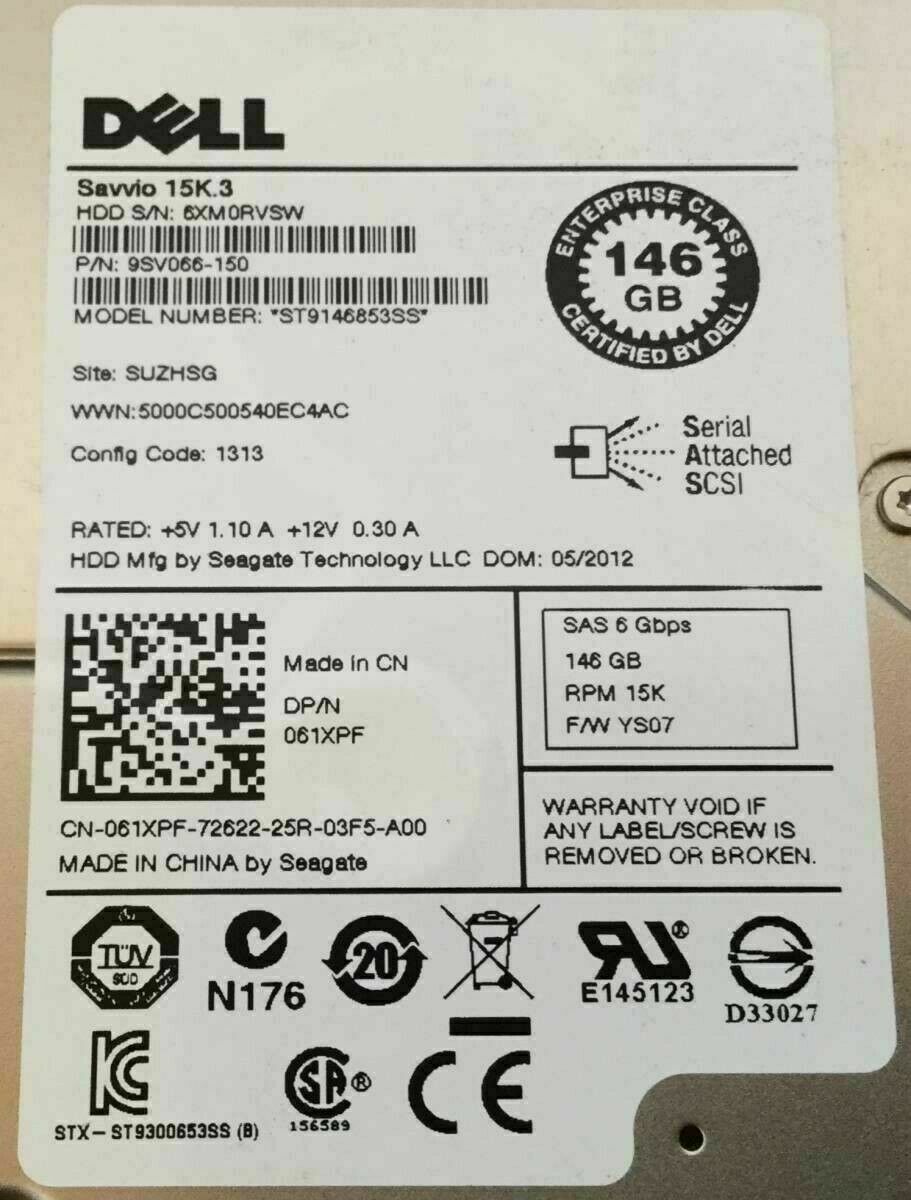 DELL
Savvio 15K.3
HDD S/N: 6XM0RVSW
P/N: 9SV066-150
MODEL NUMBER: *ST9146853SS*
ENTERPRISE CLASS
146
GB
CERTIFIED BY DELL
Site: SUZHSG
WWN:5000C500540EC4AC
Config Code: 1313
Serial
Attached
SCSI
RATED: +5V 1.10 A +12V 0.30 A
HDD Mfg by Seagate Technology LLC DOM: 05/2012
Made in CN
DP/N
061XPF
CN-061XPF-72622-25R-03F5-A00
MADE IN CHINA by Seagate
SAS 6 Gbps
146 GB
RPM 15K
F/W YS07
WARRANTY VOID IF
ANY LABEL/SCREW IS
REMOVED OR BROKEN.
TÜV
SÜD
N176
20
RU®
E145123
D33027
KC
STX-ST9300653SS (B)
SA®
156589
CE